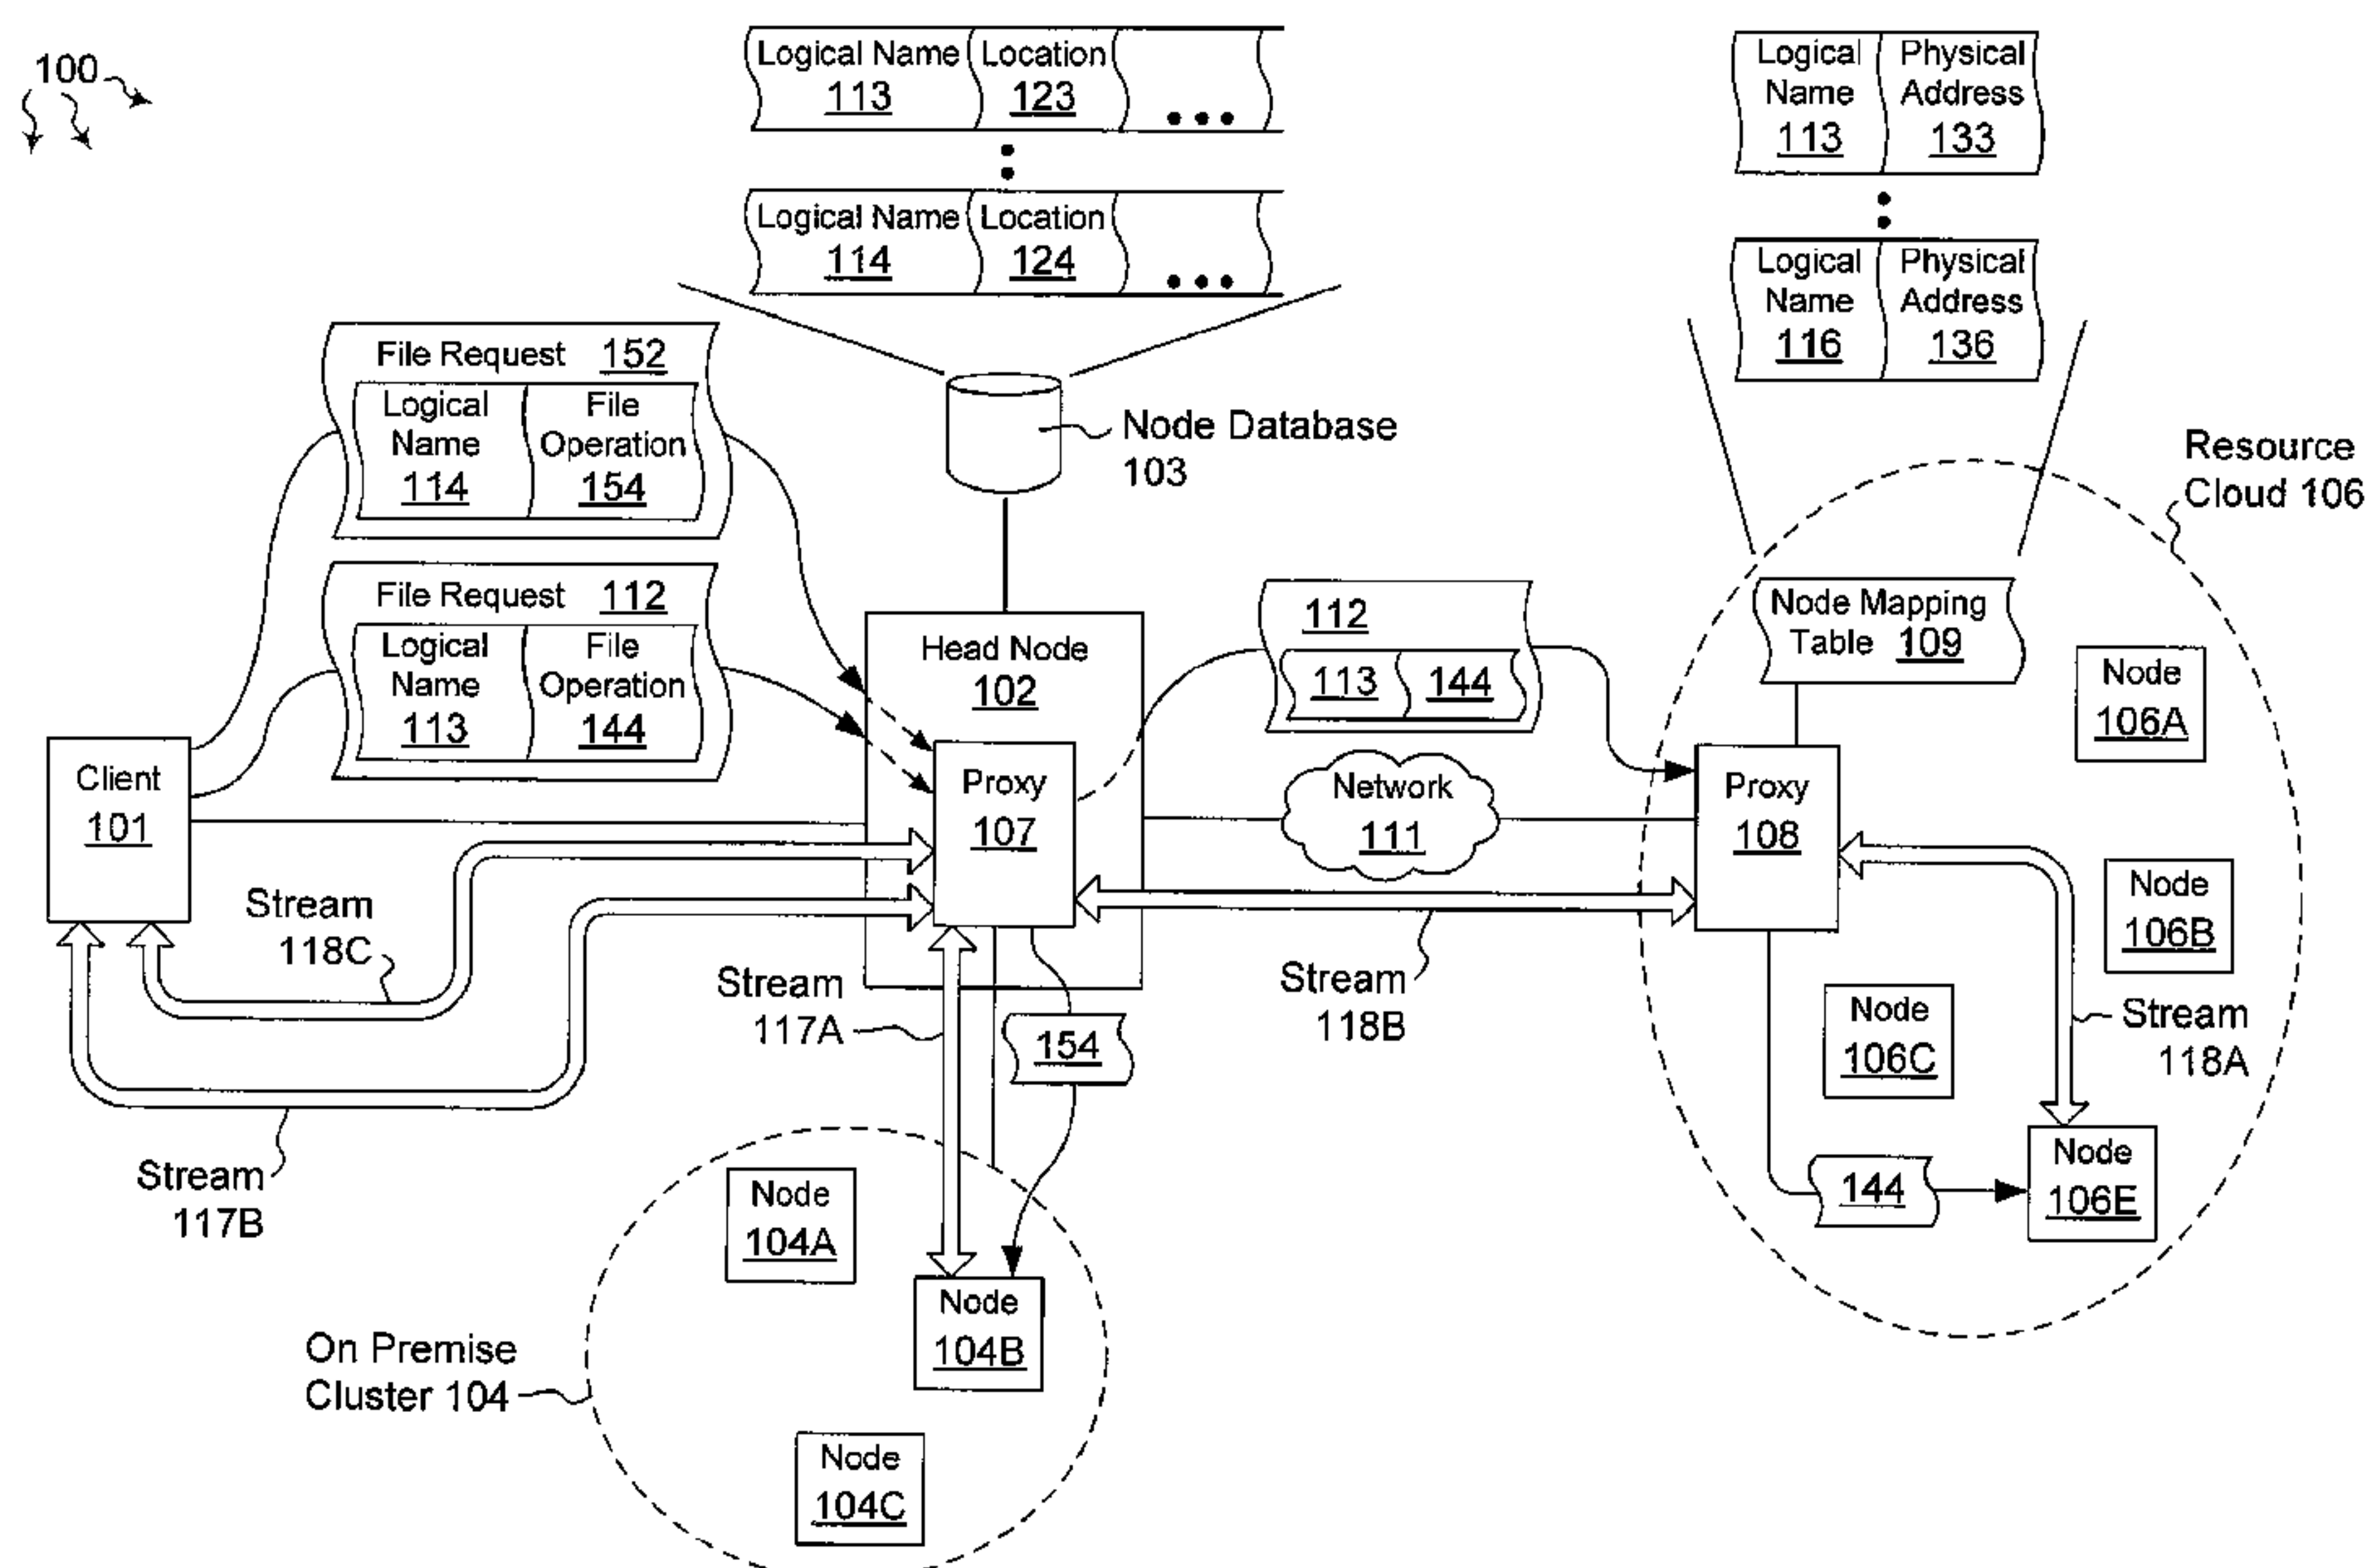 100
Logical Name Location
113 123
Logical Name Location
114 124
Logical Physical
Name Address
113 133
Logical Physical
Name Address
116 136
File Request 152
Logical File
Name Operation
114 154
File Request 112
Logical File
Name Operation
113 144
Node Database
103
Resource
Cloud 106
Head Node
102
112
113 144
Node Mapping
Table 109
Node
106A
Client
101
Proxy
107
Network
111
Proxy
108
Node
106B
Stream
118C
Stream
117A
154
Stream
118B
Node
106C
Stream
118A
Stream
117B
Node
104A
144
Node
106E
Node
104B
On Premise
Cluster 104
Node
104C